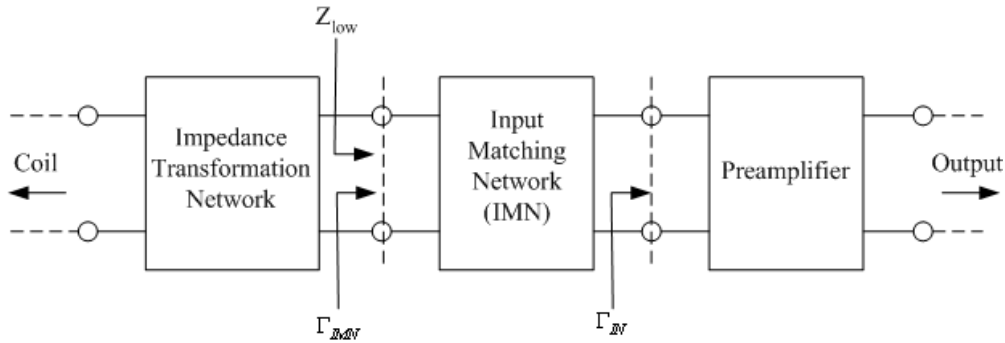 Z_low
Coil
Impedance
Transformation
Network
Input
Matching
Network
(IMN)
Preamplifier
Output
Γ_IMN
Γ_IN